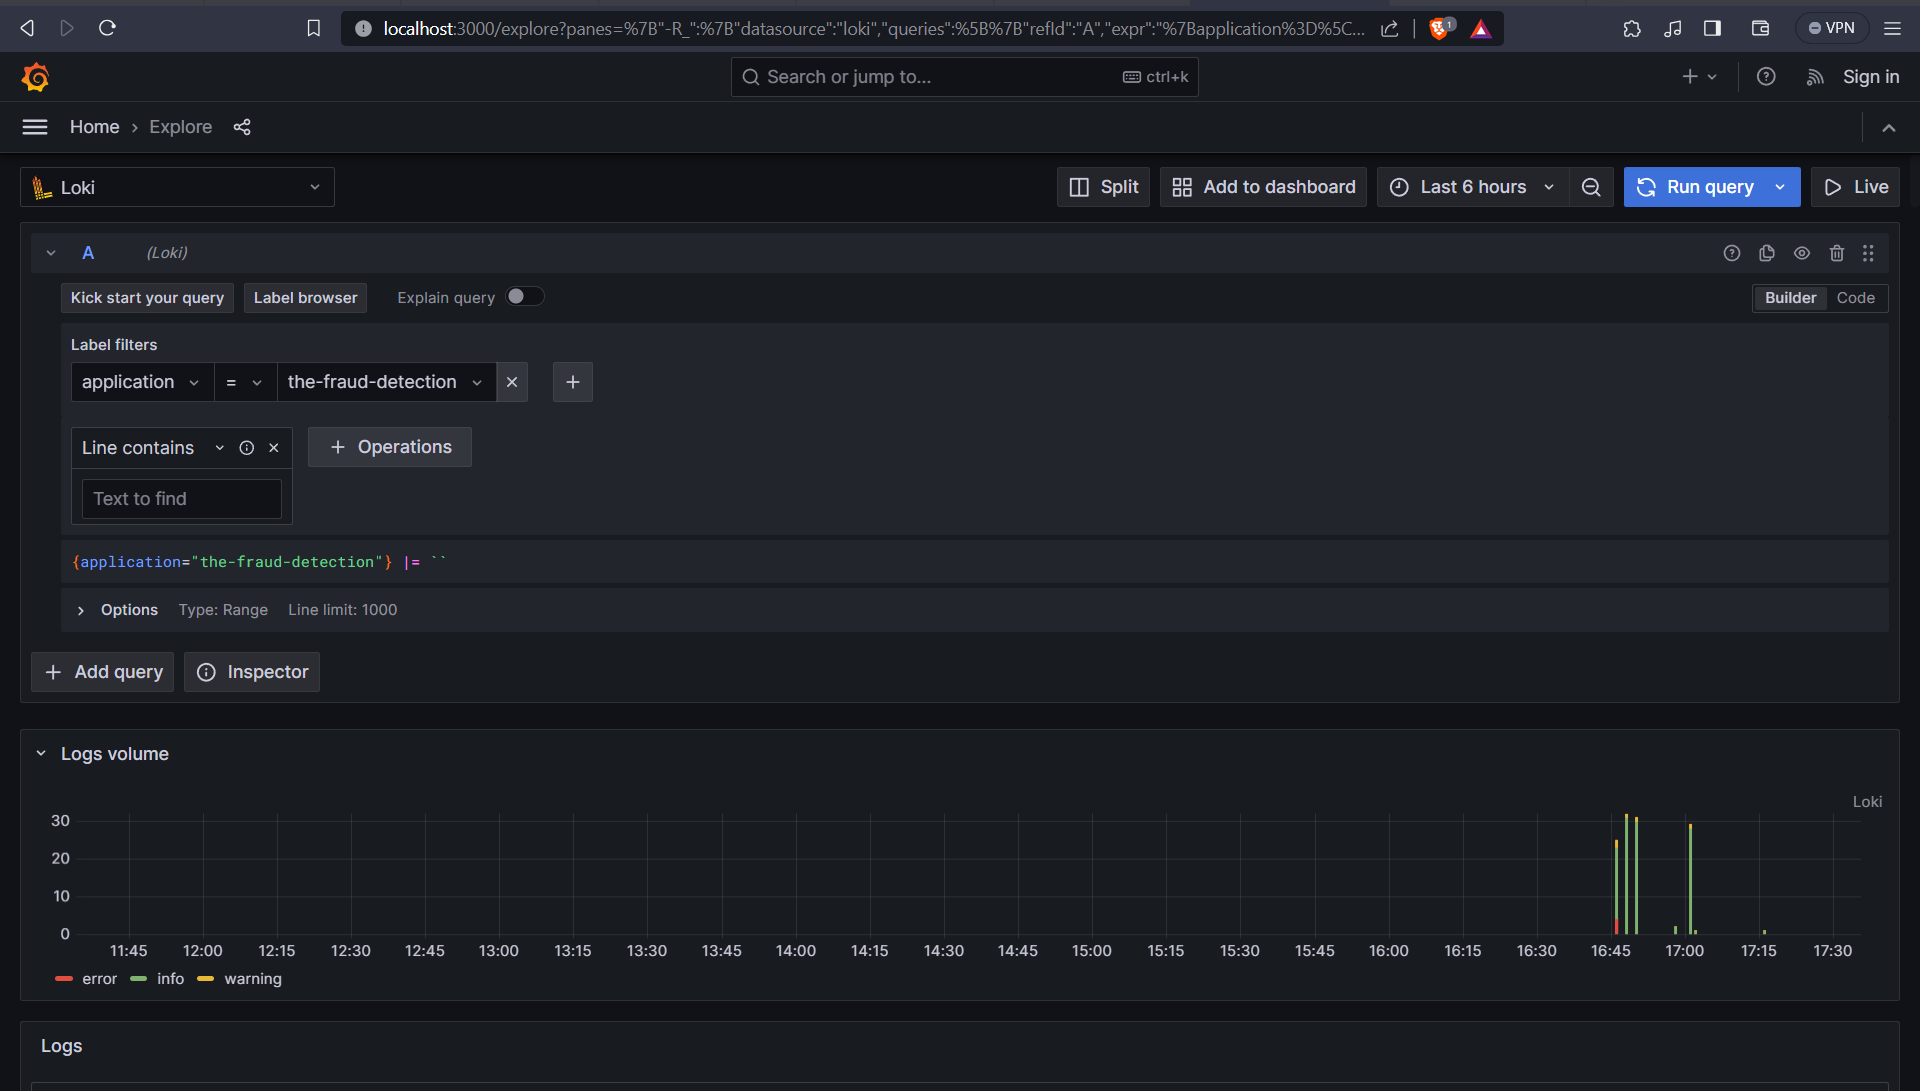 localhost:3000/explore?panes=%7B"-R_":%7B"datasource":"loki","queries":%5B%7B"refId":"A","expr":"%7Bapplication%3D%5C...
1
VPN
Search or jump to...
ctrl+k
Sign in
Home
Explore
Loki
Split
Add to dashboard
Last 6 hours
Run query
Live
A
(Loki)
Kick start your query
Label browser
Explain query
Builder
Code
Label filters
application
=
the-fraud-detection
Line contains
Operations
Text to find
{application="the-fraud-detection"} |= ``
Options
Type: Range
Line limit: 1000
Add query
Inspector
Logs volume
Loki
30
20
10
0
11:45 12:00 12:15 12:30 12:45 13:00 13:15 13:30 13:45 14:00 14:15 14:30 14:45 15:00 15:15 15:30 15:45 16:00 16:15 16:30 16:45 17:00 17:15 17:30
error info warning
Logs